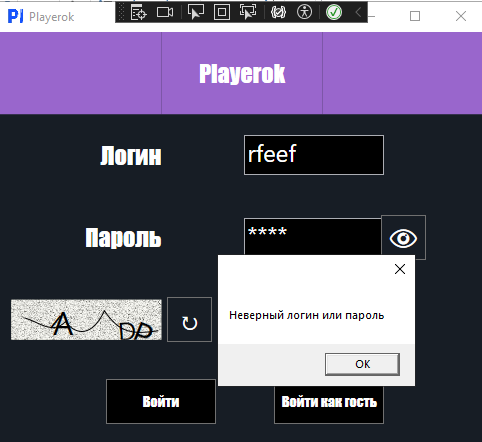 Playerok
Playerok
Логин
rfeef
Пароль
****
Неверный логин или пароль
OK
Войти
Войти как гость